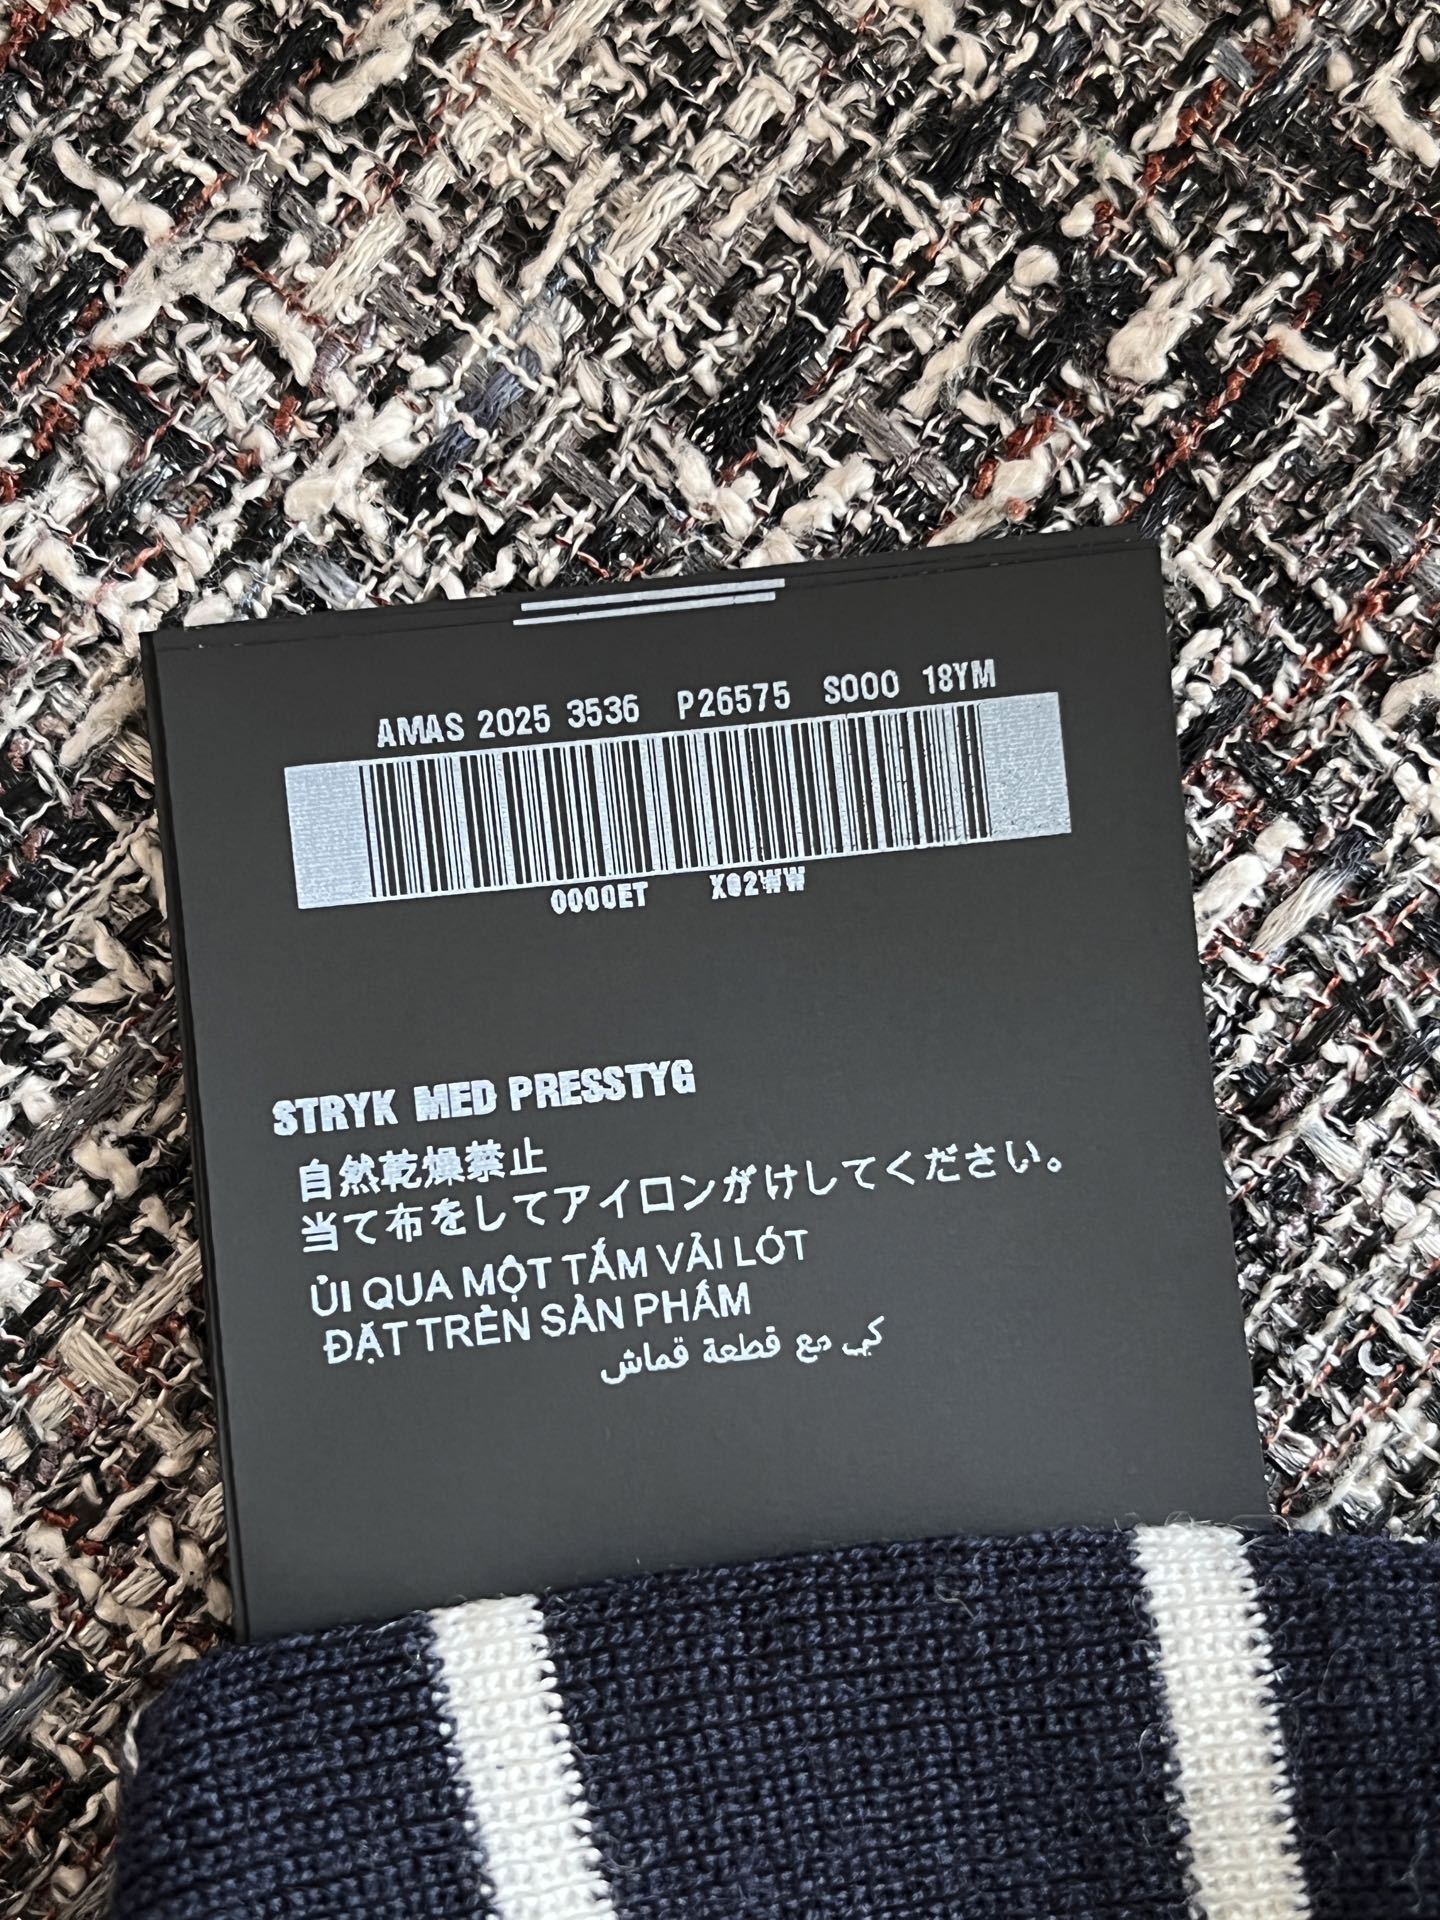 AMAS 2025 3536 P26575 S000 18YM
0000ET X02WW
STRYK MED PRESSTYG
自然乾燥禁止
当て布をしてアイロンがけしてください。
ỦI QUA MỘT TẤM VẢI LÓT
ĐẶT TRÊN SẢN PHẨM
كي مع قطعة قماش